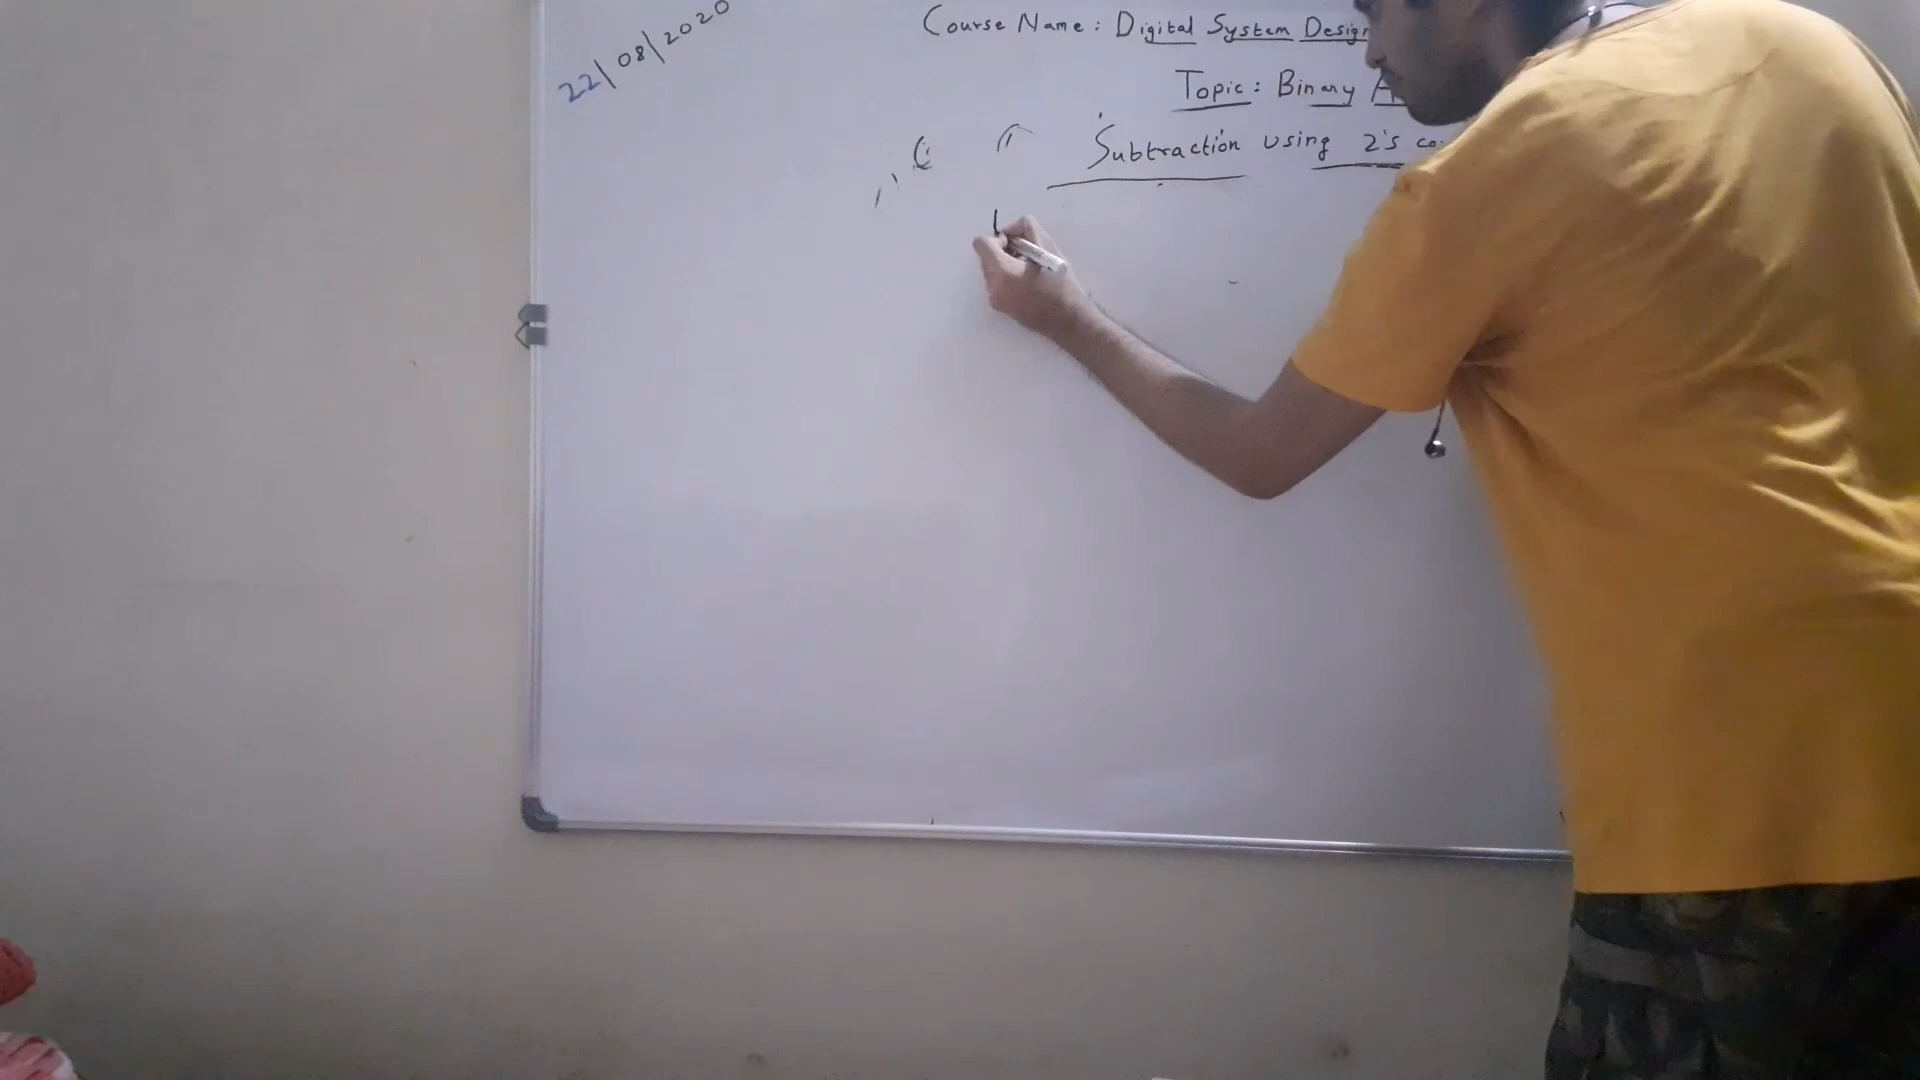 22/08/2020
Course Name: Digital System Design
Topic: Binary
Subtraction using 2's